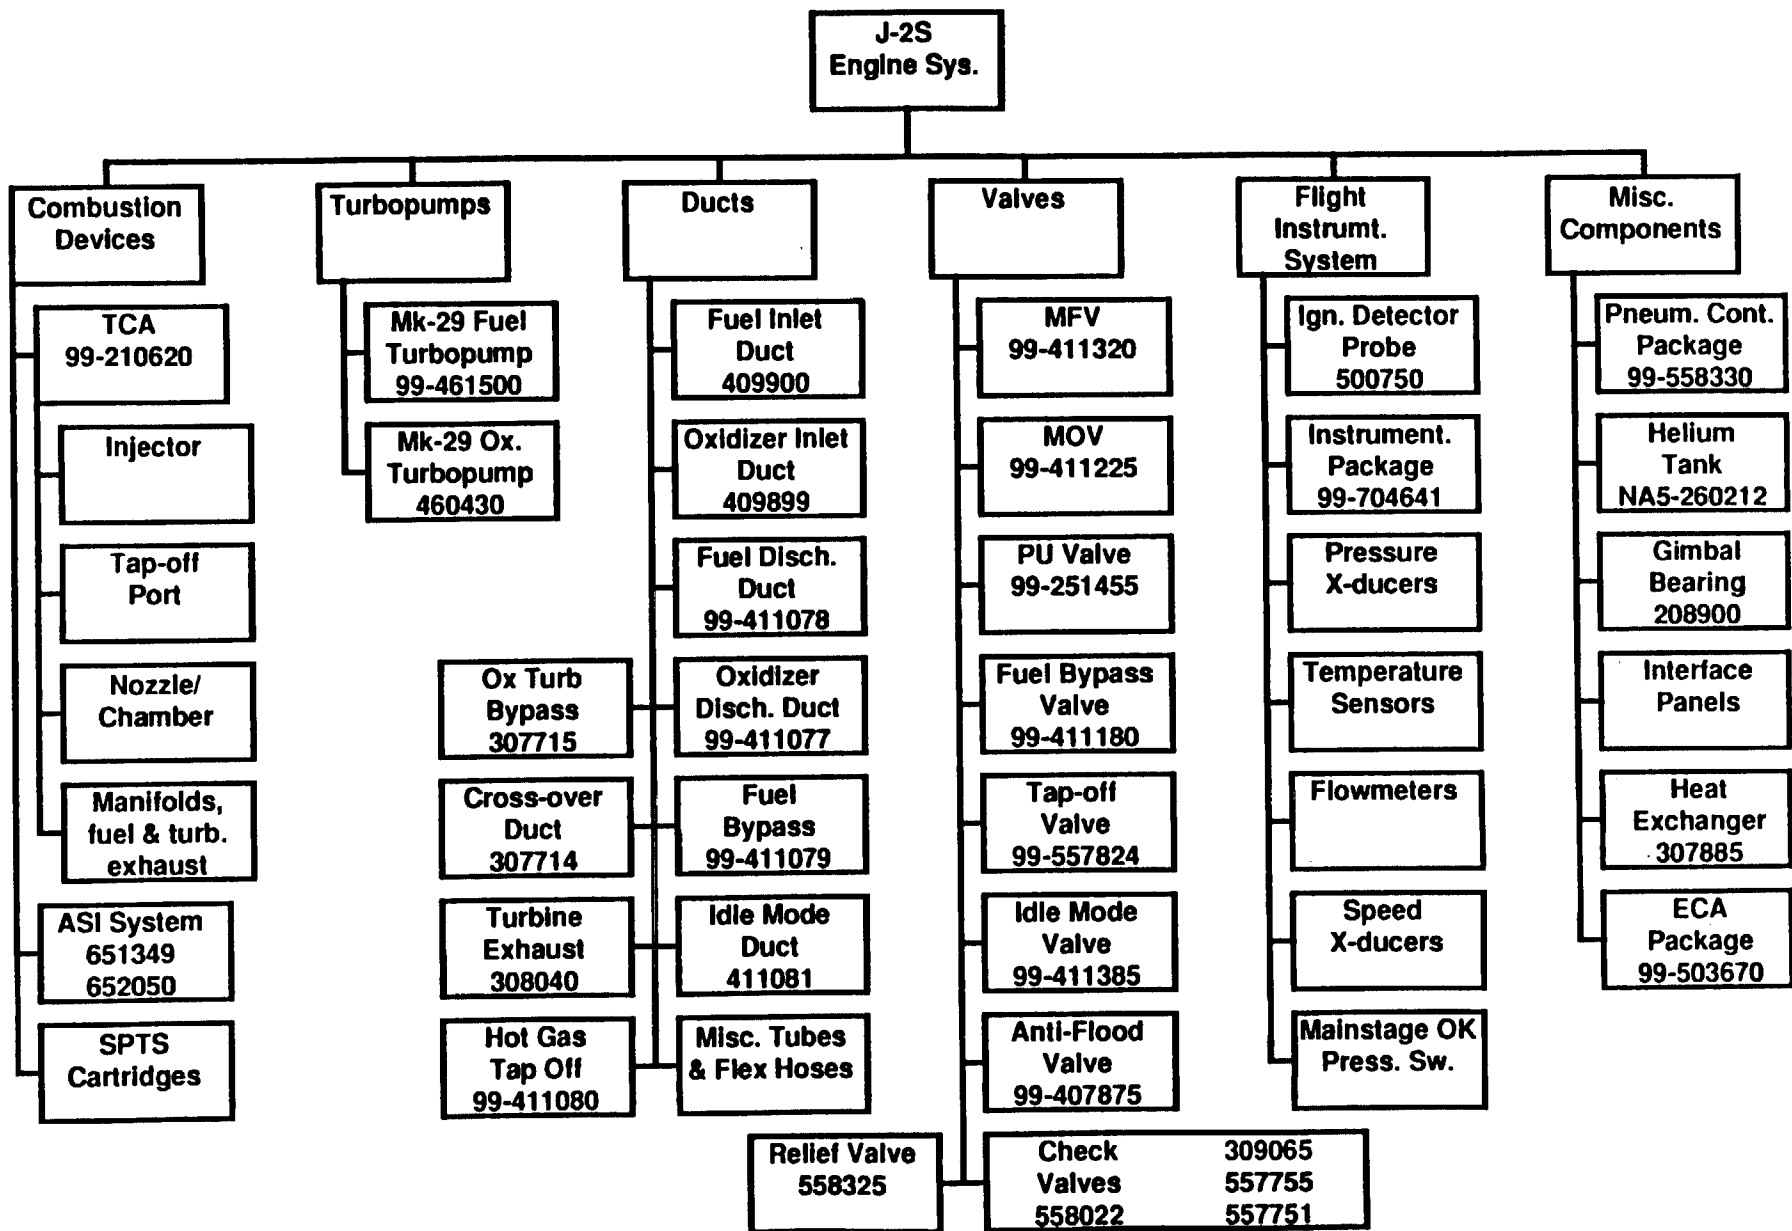 J-2S
Engine Sys.
Combustion
Devices
TCA
99-210620
Injector
Tap-off
Port
Nozzle/
Chamber
Manifolds,
fuel & turb.
exhaust
ASI System
651349
652050
SPTS
Cartridges
Turbopumps
Mk-29 Fuel
Turbopump
99-461500
Mk-29 Ox.
Turbopump
460430
Ducts
Fuel Inlet
Duct
409900
Oxidizer Inlet
Duct
409899
Fuel Disch.
Duct
99-411078
Ox Turb
Bypass
307715
Oxidizer
Disch. Duct
99-411077
Cross-over
Duct
307714
Fuel
Bypass
99-411079
Turbine
Exhaust
308040
Idle Mode
Duct
411081
Hot Gas
Tap Off
99-411080
Misc. Tubes
& Flex Hoses
Valves
MFV
99-411320
MOV
99-411225
PU Valve
99-251455
Fuel Bypass
Valve
99-411180
Tap-off
Valve
99-557824
Idle Mode
Valve
99-411385
Anti-Flood
Valve
99-407875
Relief Valve
558325
Check 309065
Valves 557755
558022 557751
Flight
Instrumt.
System
Ign. Detector
Probe
500750
Instrument.
Package
99-704641
Pressure
X-ducers
Temperature
Sensors
Flowmeters
Speed
X-ducers
Mainstage OK
Press. Sw.
Misc.
Components
Pneum. Cont.
Package
99-558330
Helium
Tank
NA5-260212
Gimbal
Bearing
208900
Interface
Panels
Heat
Exchanger
307885
ECA
Package
99-503670